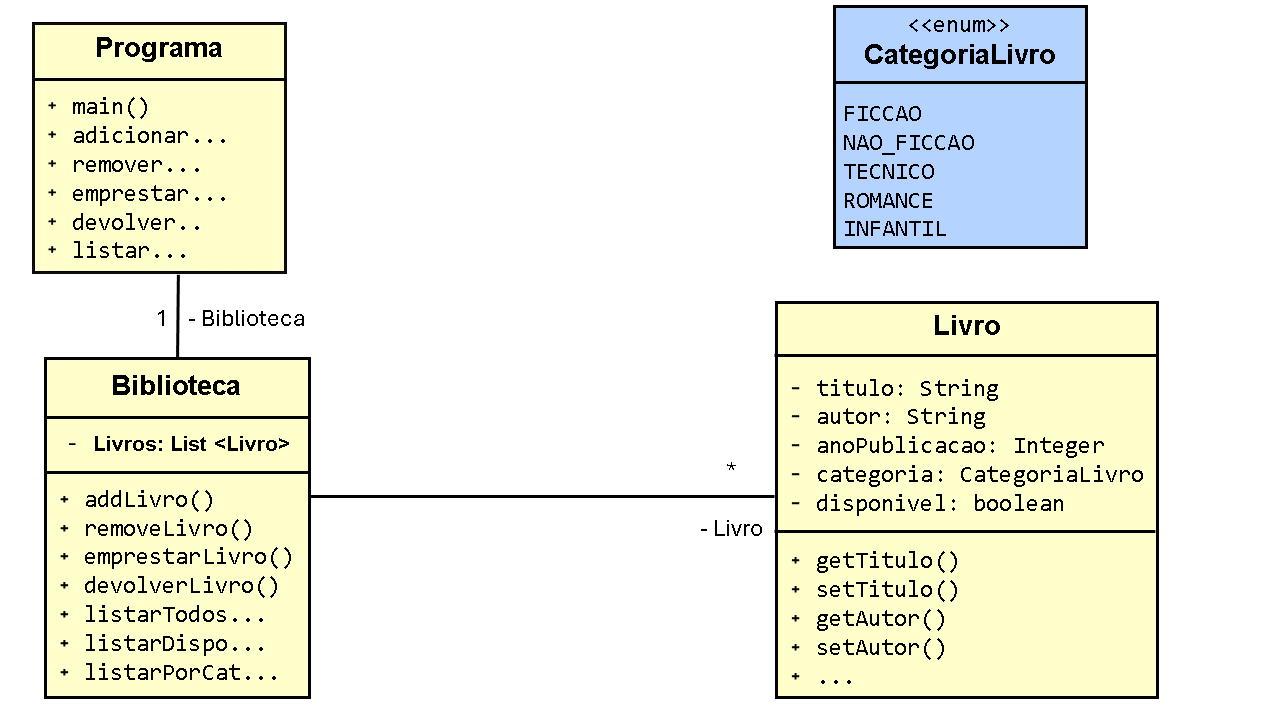 Programa
+ main()
+ adicionar...
+ remover...
+ emprestar...
+ devolver..
+ listar...
<<enum>>
CategoriaLivro
FICCAO
NAO_FICCAO
TECNICO
ROMANCE
INFANTIL
1 - Biblioteca
Biblioteca
- Livros: List <Livro>
+ addLivro()
+ removeLivro()
+ emprestarLivro()
+ devolverLivro()
+ listarTodos...
+ listarDispo...
+ listarPorCat...
*
- Livro
Livro
- titulo: String
- autor: String
- anoPublicacao: Integer
- categoria: CategoriaLivro
- disponivel: boolean
+ getTitulo()
+ setTitulo()
+ getAutor()
+ setAutor()
+ ...